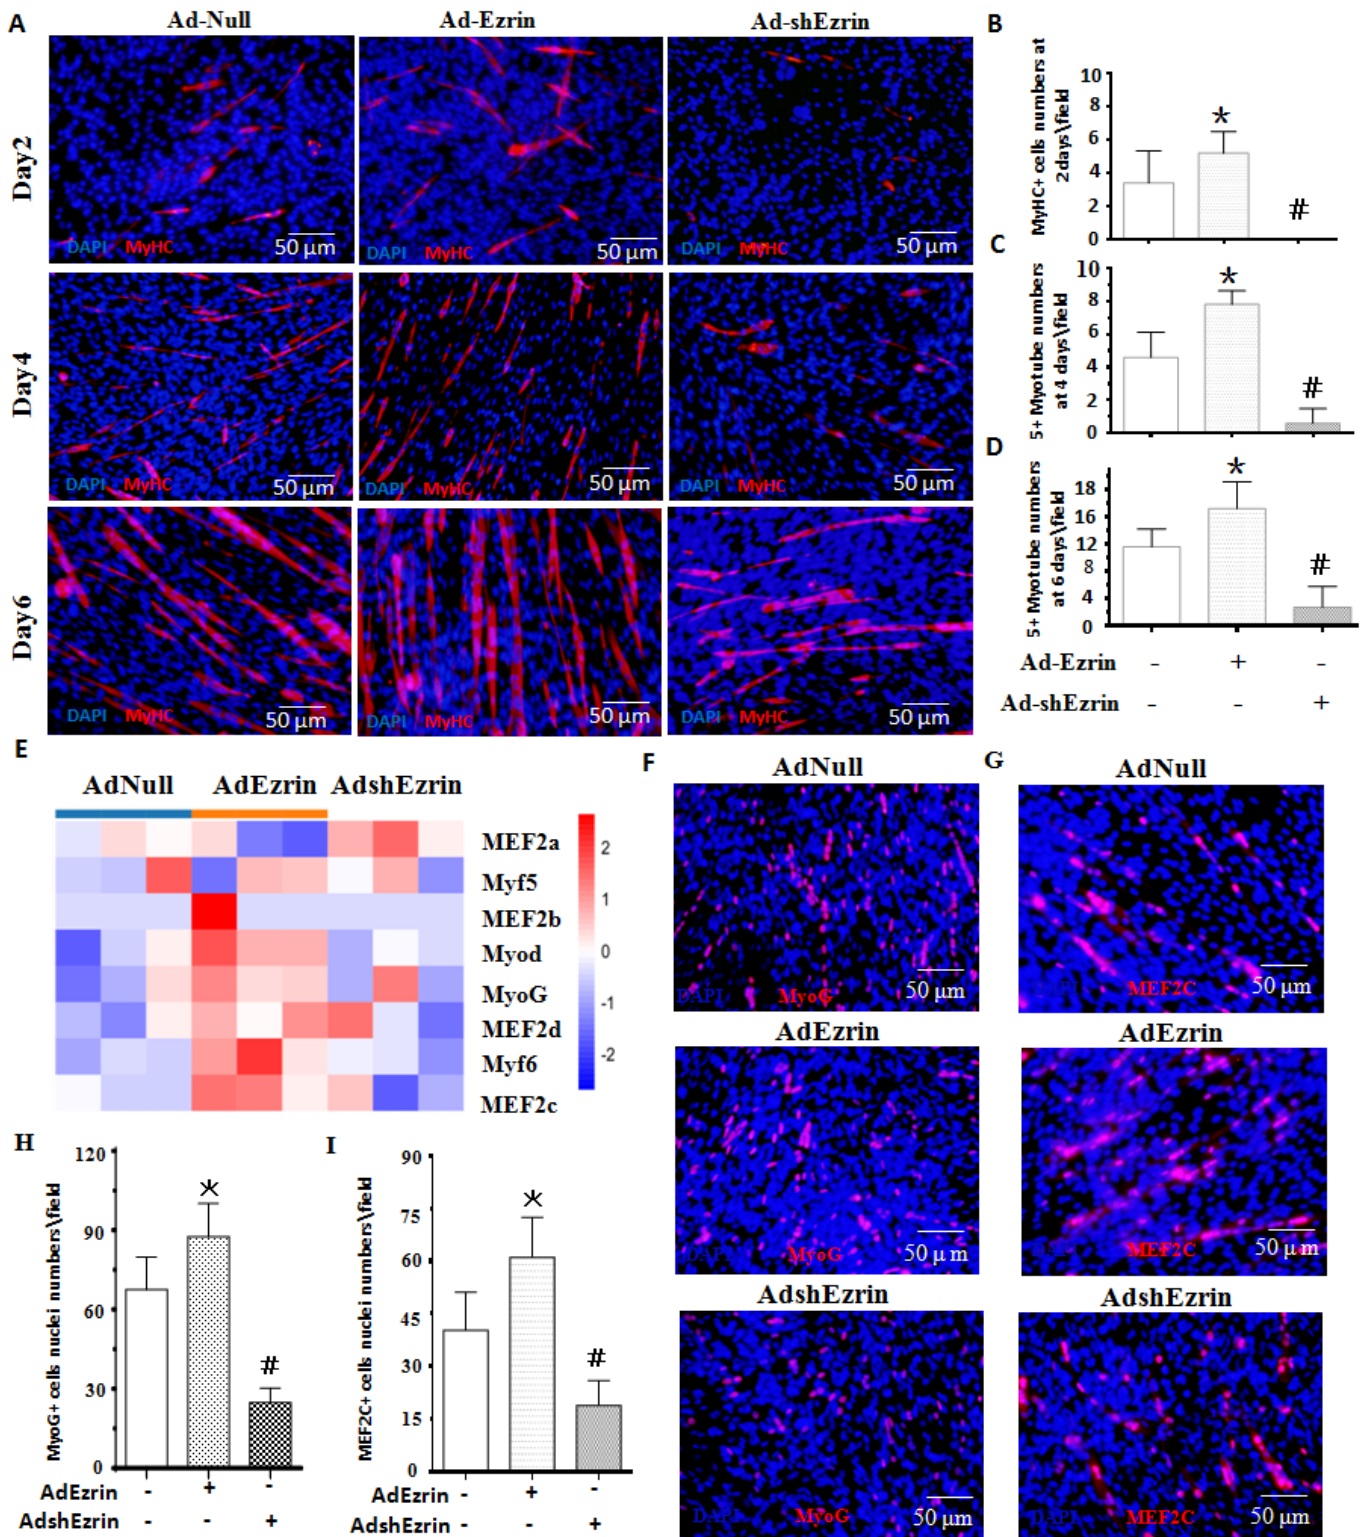 A
Ad-Null
Ad-Ezrin
Ad-shEzrin
Day2
DAPI MyHC
50 μm
DAPI MyHC
50 μm
DAPI MyHC
50 μm
Day4
DAPI MyHC
50 μm
DAPI MyHC
50 μm
DAPI MyHC
50 μm
Day6
DAPI MyHC
50 μm
DAPI MyHC
50 μm
DAPI MyHC
50 μm
B
MyHC+ cells numbers at
2days\field
10
8
6
4
2
0
*
#
C
5+ Myotube numbers
at 4 days\field
10
8
6
4
2
0
*
#
D
5+ Myotube numbers
at 6 days\field
18
16
12
8
4
0
*
#
Ad-Ezrin - + -
Ad-shEzrin - - +
E
AdNull AdEzrin AdshEzrin
MEF2a
Myf5
MEF2b
Myod
MyoG
MEF2d
Myf6
MEF2c
2
1
0
-1
-2
F
AdNull
DAPI MyoG
50 μm
AdEzrin
DAPI MyoG
50 μm
AdshEzrin
DAPI MyoG
50 μm
G
AdNull
MEF2C
50 μm
AdEzrin
MEF2C
50 μm
AdshEzrin
DAPI MEF2C
50 μm
H
MyoG+ cells nuclei numbers\field
120
90
60
30
0
*
#
AdEzrin - + -
AdshEzrin - - +
I
MEF2C+ cells nuclei numbers\field
90
75
60
45
30
15
0
*
#
AdEzrin - + -
AdshEzrin - - +